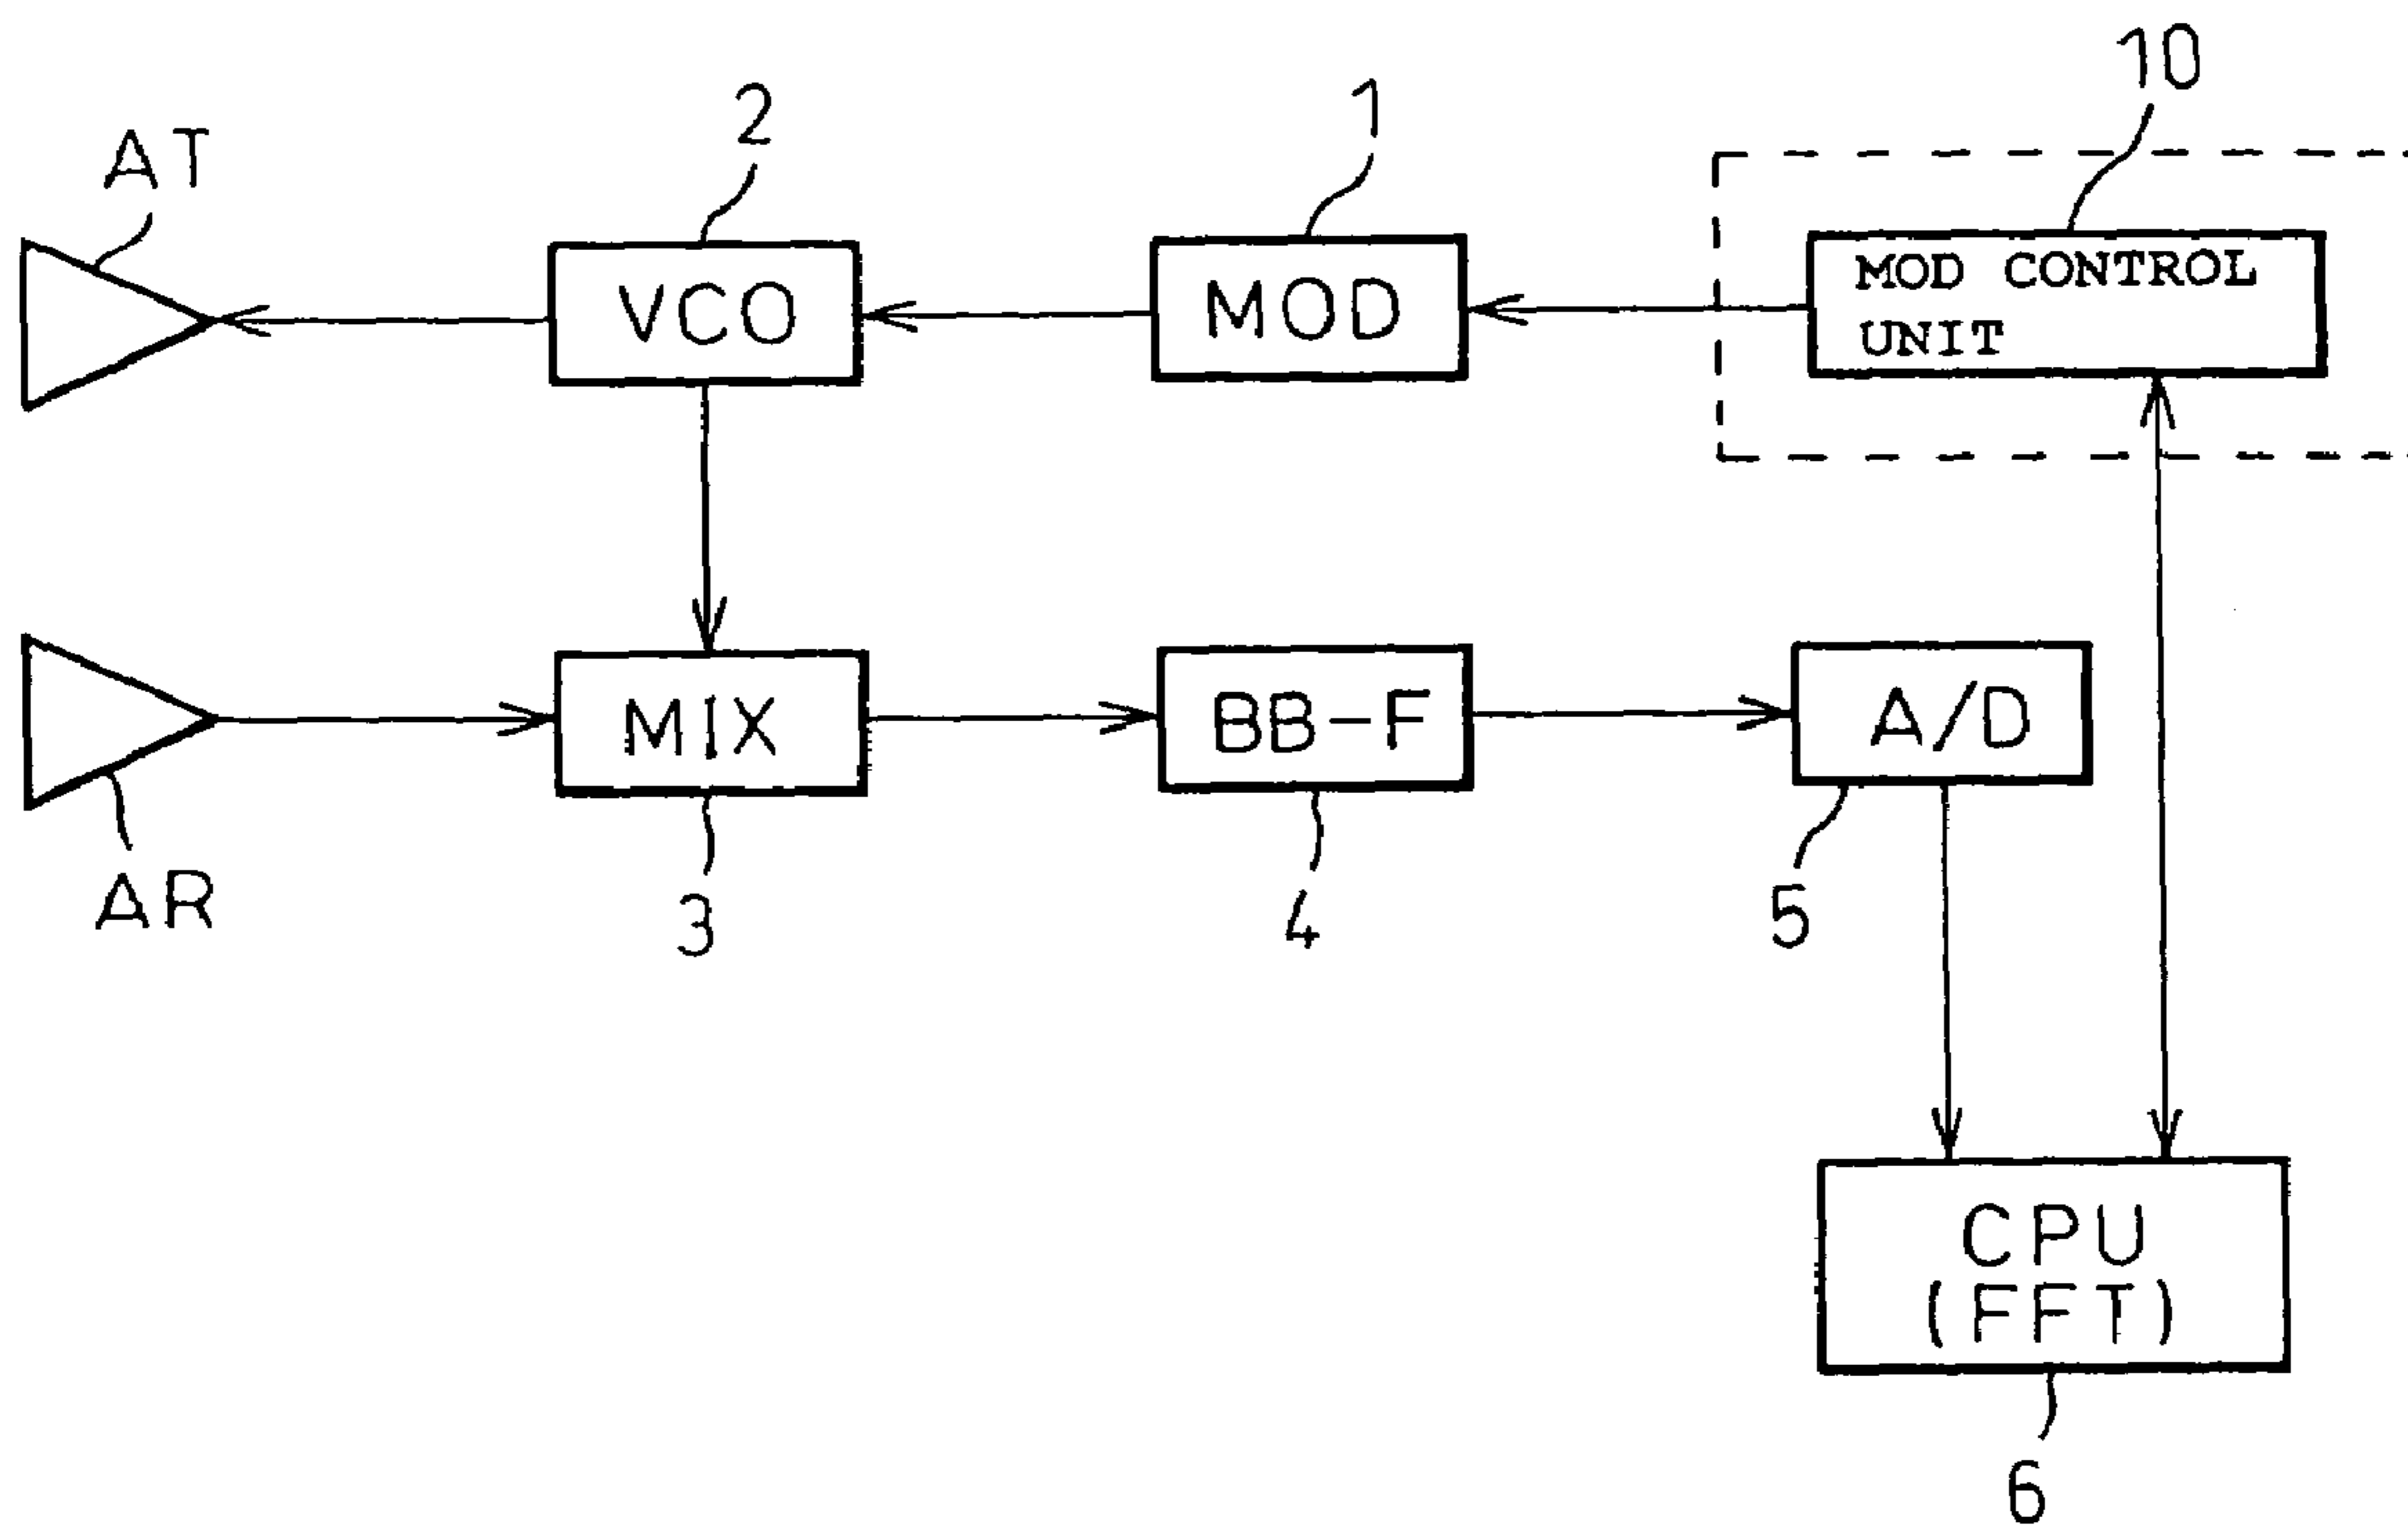 10
2
1
AT
VCO
MOD
MOD CONTROL
UNIT
MIX
BB-F
A/D
AR
3
4
5
CPU
(FFT)
6